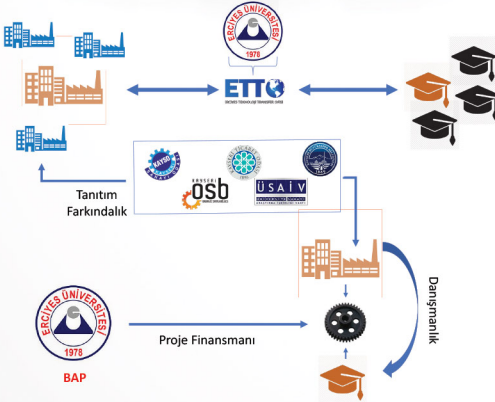 ERCİYES ÜNİVERSİTESİ
1978
ETTO
ERCİYES TEKNOLOJİ TRANSFER OFİSİ
KAYSO
KAYSERİ
osb
ÜSAİV
Tanıtım
Farkındalık
ERCİYES ÜNİVERSİTESİ
1978
BAP
Proje Finansmanı
Danışmanlık